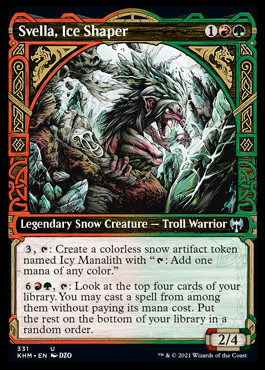 Svella, Ice Shaper 1
Legendary Snow Creature — Troll Warrior
3, : Create a colorless snow artifact token
named Icy Manalith with “: Add one
mana of any color.”
6 , : Look at the top four cards of your
library. You may cast a spell from among
them without paying its mana cost. Put
the rest on the bottom of your library in a
random order.
2/4
331 U
KHM • EN DZO
™ & © 2021 Wizards of the Coast